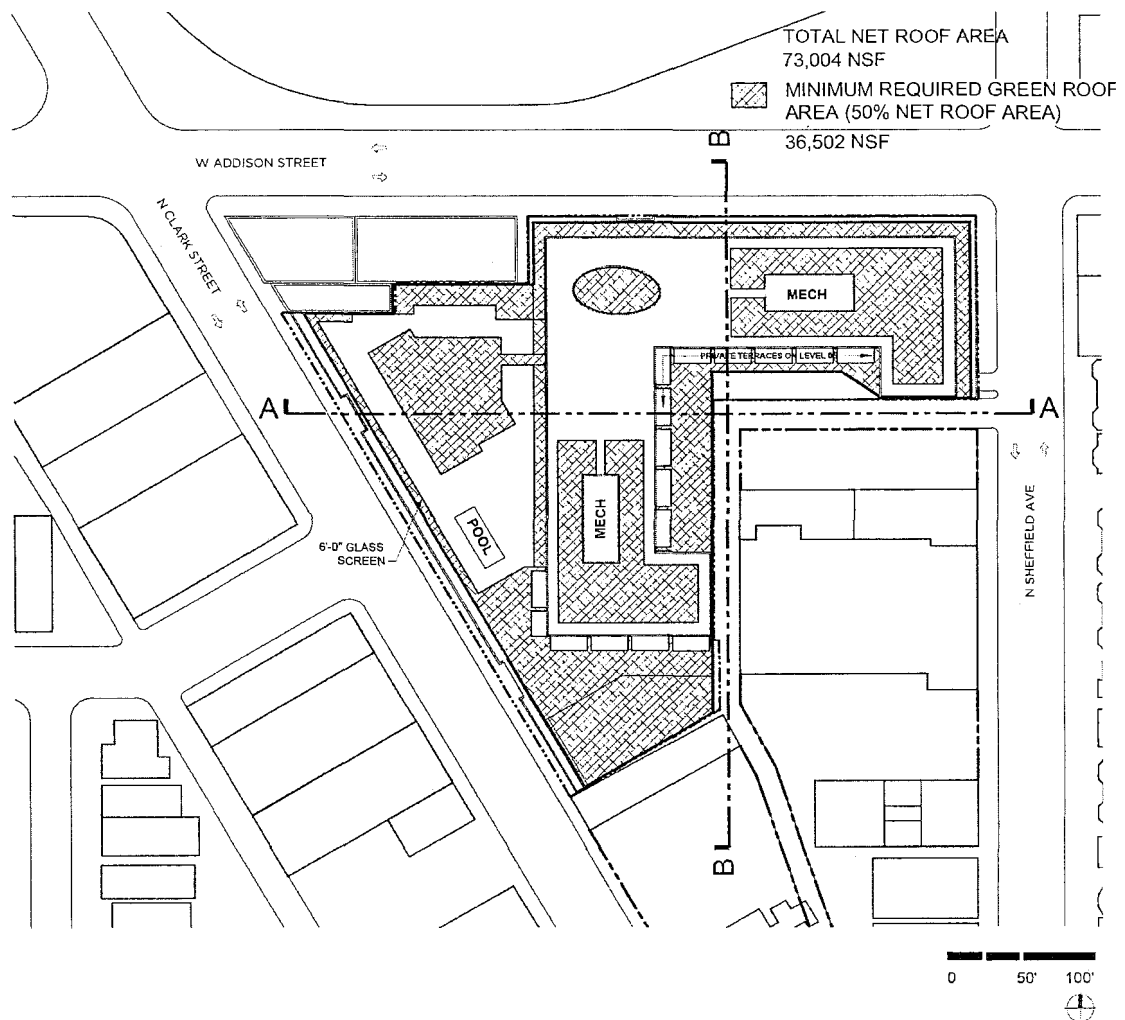 TOTAL NET ROOF AREA
73,004 NSF
MINIMUM REQUIRED GREEN ROOF
AREA (50% NET ROOF AREA)
36,502 NSF
B
W ADDISON STREET
N CLARK STREET
MECH
PRIVATE TERRACES ON LEVEL
A
A
MECH
POOL
6'-0" GLASS
SCREEN
N SHEFFIELD AVE
B
0 50' 100'